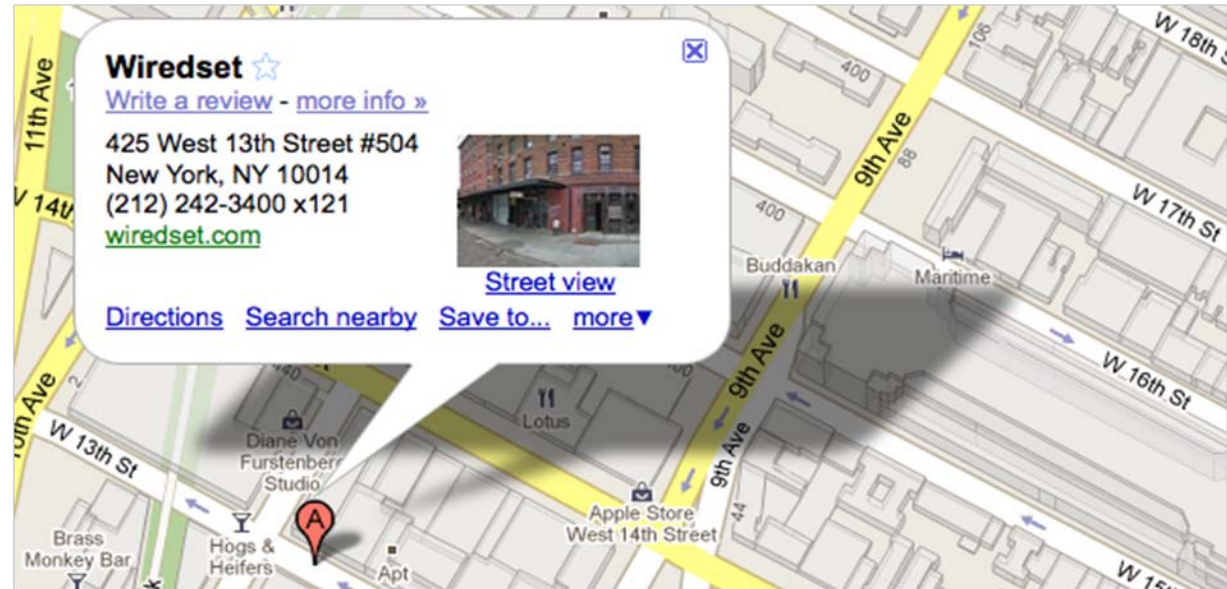 Wiredset
Write a review - more info »
425 West 13th Street #504
New York, NY 10014
(212) 242-3400 x121
wiredset.com
Street view
Directions Search nearby Save to... more▼
11th Ave
W 14th
10th Ave
2
W 13th St
440
Diane Von
Furstenberg
Studio
A
Brass
Monkey Bar
Hogs &
Heifers
Apt
Lotus
400
Apple Store
West 14th Street
44
9th Ave
9th Ave
Buddakan
400
Maritime
9th Ave
88
400
106
W 18th
W 17th St
W 16th St
W 15th